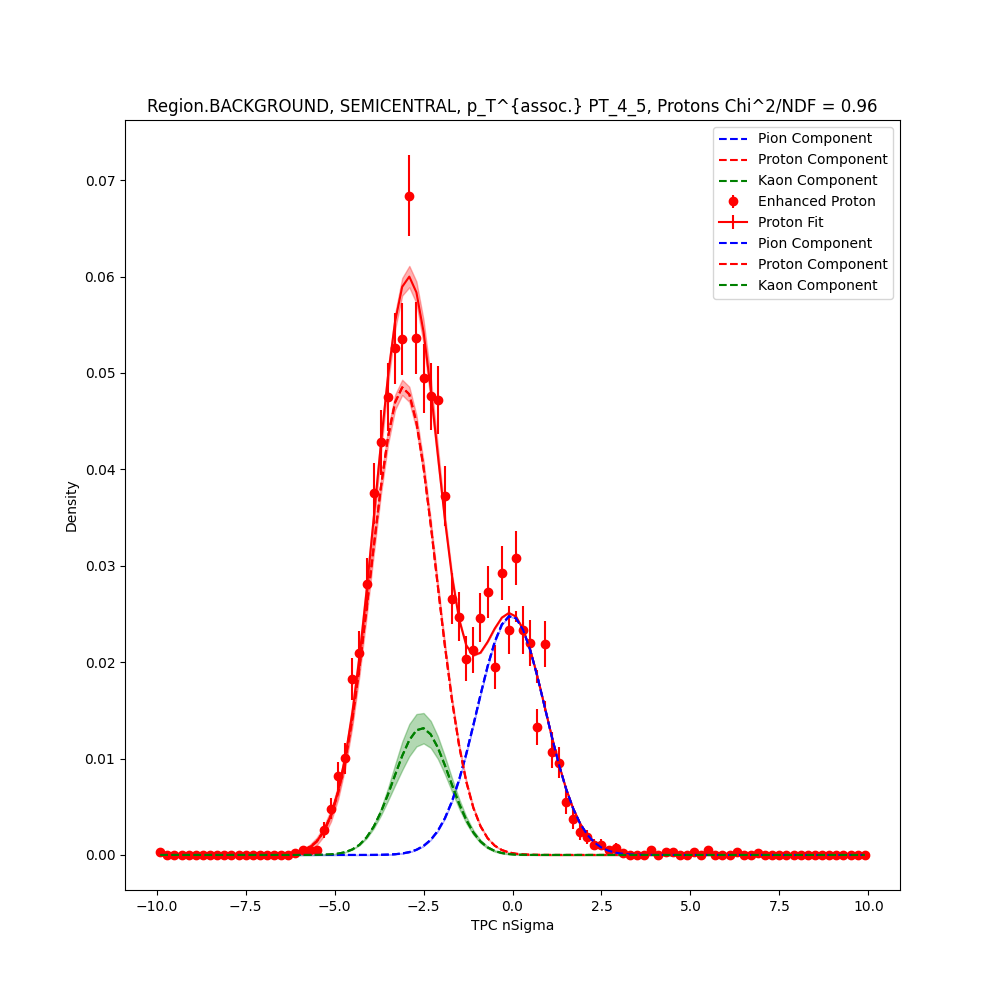 Region.BACKGROUND, SEMICENTRAL, p_T^{assoc.} PT_4_5, Protons Chi^2/NDF = 0.96
Pion Component
Proton Component
Kaon Component
Enhanced Proton
Proton Fit
Pion Component
Proton Component
Kaon Component
0.07
0.06
0.05
0.04
0.03
0.02
0.01
0.00
Density
−10.0 −7.5 −5.0 −2.5 0.0 2.5 5.0 7.5 10.0
TPC nSigma